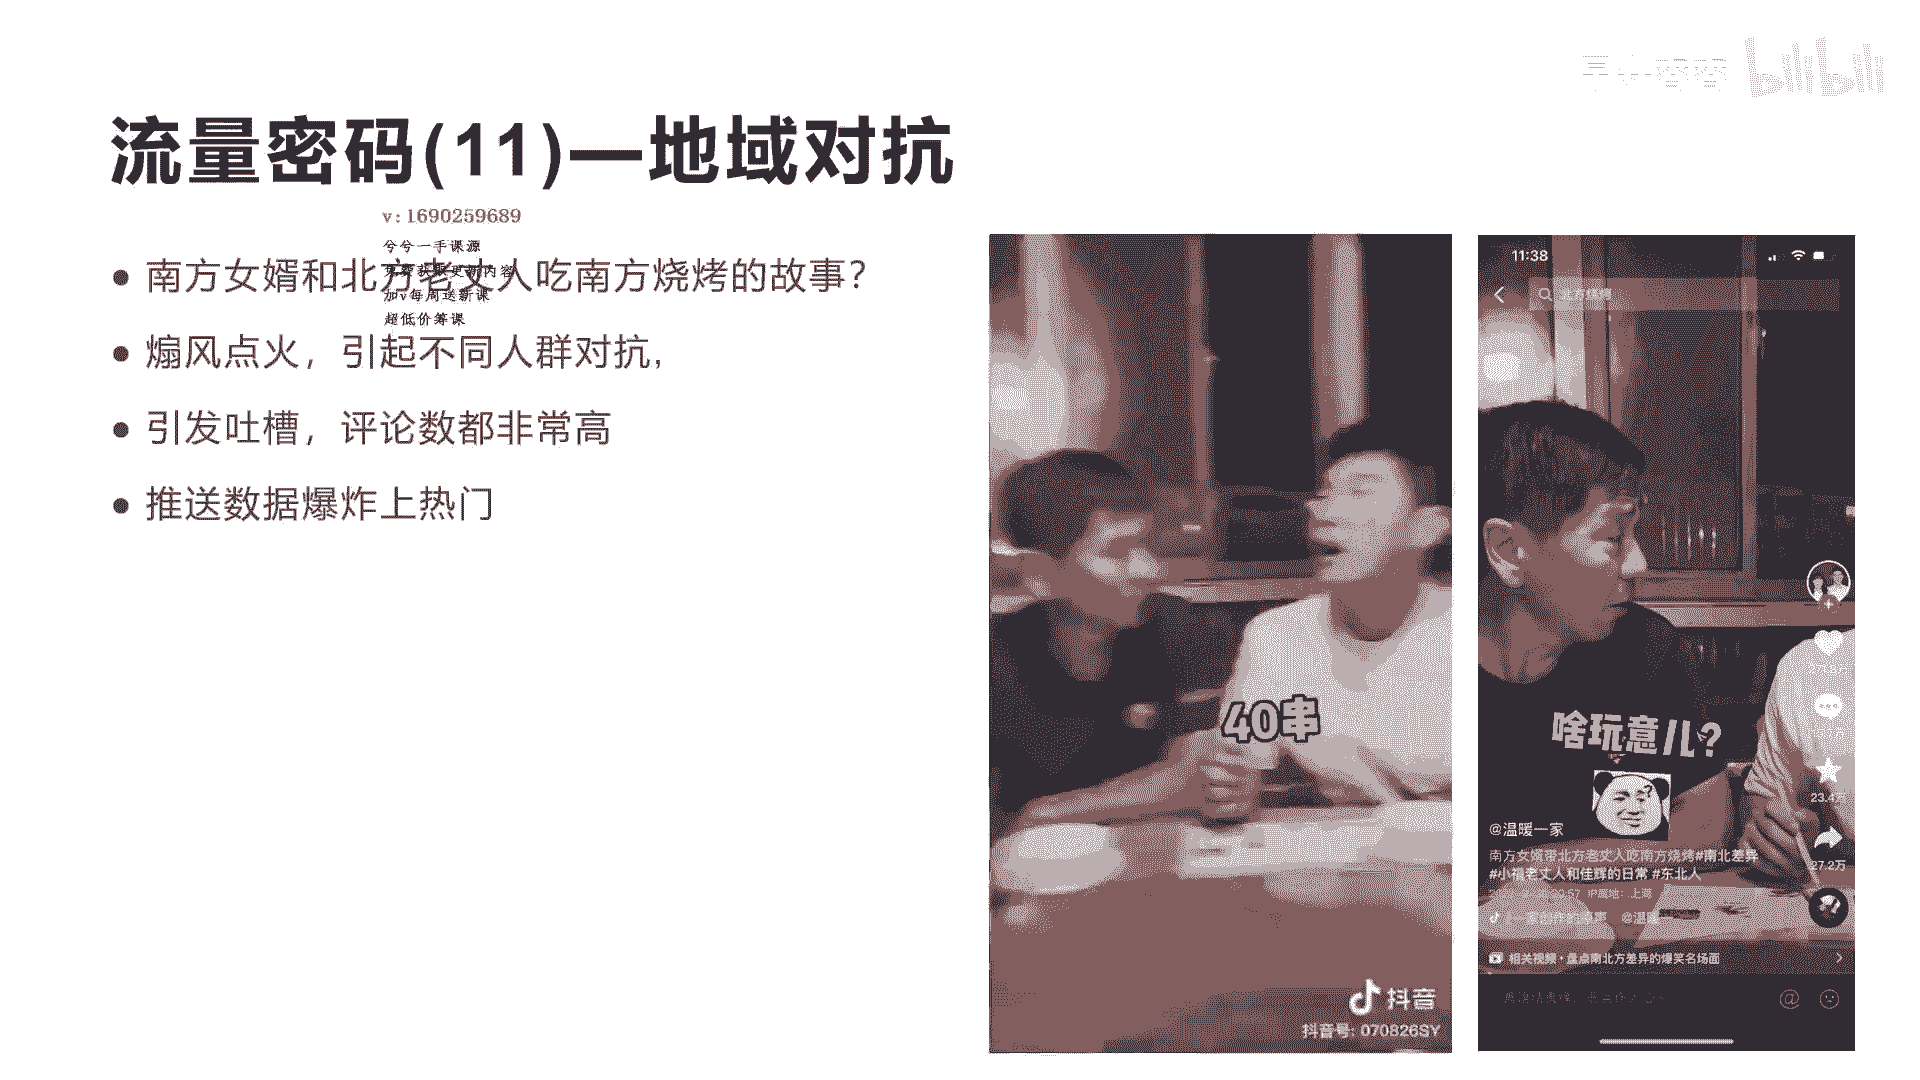 bilibili
流量密码(11)—地域对抗
v:1690259689
兮兮一手课源
加v每周送新课
超低价筹课
• 南方女婿和北方老丈人吃南方烧烤的故事?
• 煽风点火，引起不同人群对抗，
• 引发吐槽，评论数都非常高
• 推送数据爆炸上热门
40串
抖音
抖音号: 070826SY
11:38
北方烧烤
啥玩意儿?
23.4万
27.2万
@温暖一家
南方女婿带北方老丈人吃南方烧烤#南北差异
#小福老丈人和佳辉的日常 #东北人
IP属地：上海
@温暖
相关视频·盘点南北方差异的爆笑名场面